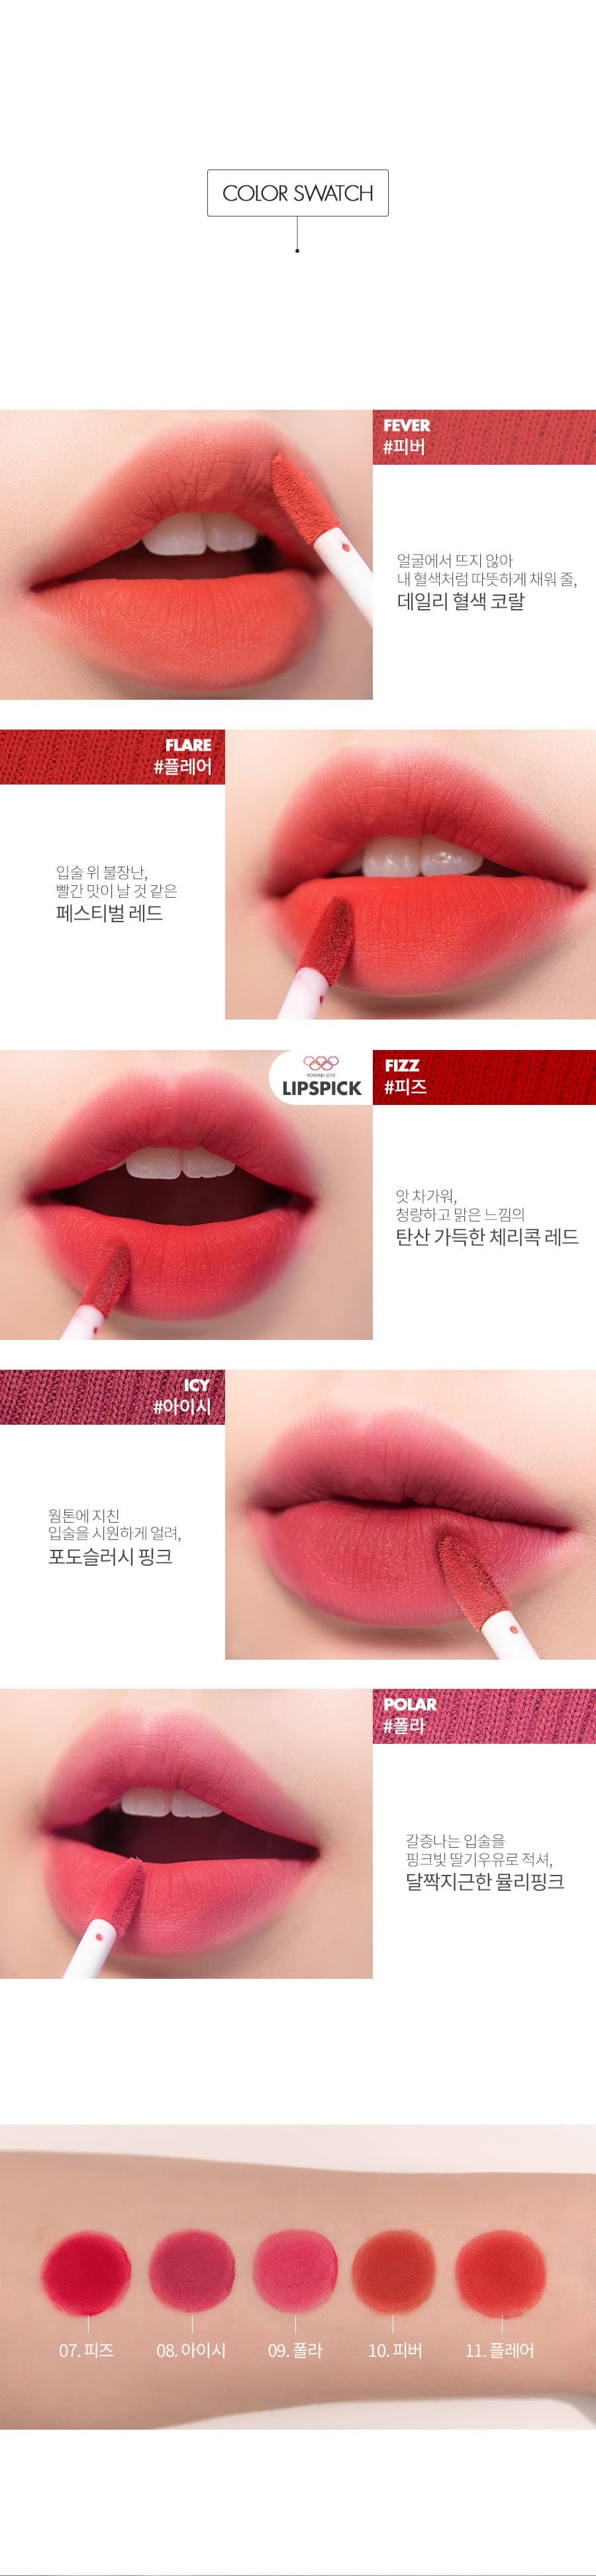 COLOR SWATCH
FEVER
#피버
얼굴에서 뜨지 않아
내 혈색처럼 따뜻하게 채워 줄,
데일리 혈색 코랄
FLARE
#플레어
입술 위 불장난,
빨간 맛이 날 것 같은
페스티벌 레드
ROMAND 2018
LIPSPICK
FIZZ
#피즈
앗 차가워,
청량하고 맑은 느낌의
탄산 가득한 체리콕 레드
ICY
#아이시
웜톤에 지친
입술을 시원하게 얼려,
포도슬러시 핑크
POLAR
#폴라
갈증나는 입술을
핑크빛 딸기우유로 적셔,
달짝지근한 뮬리핑크
07. 피즈
08. 아이시
09. 폴라
10. 피버
11. 플레어